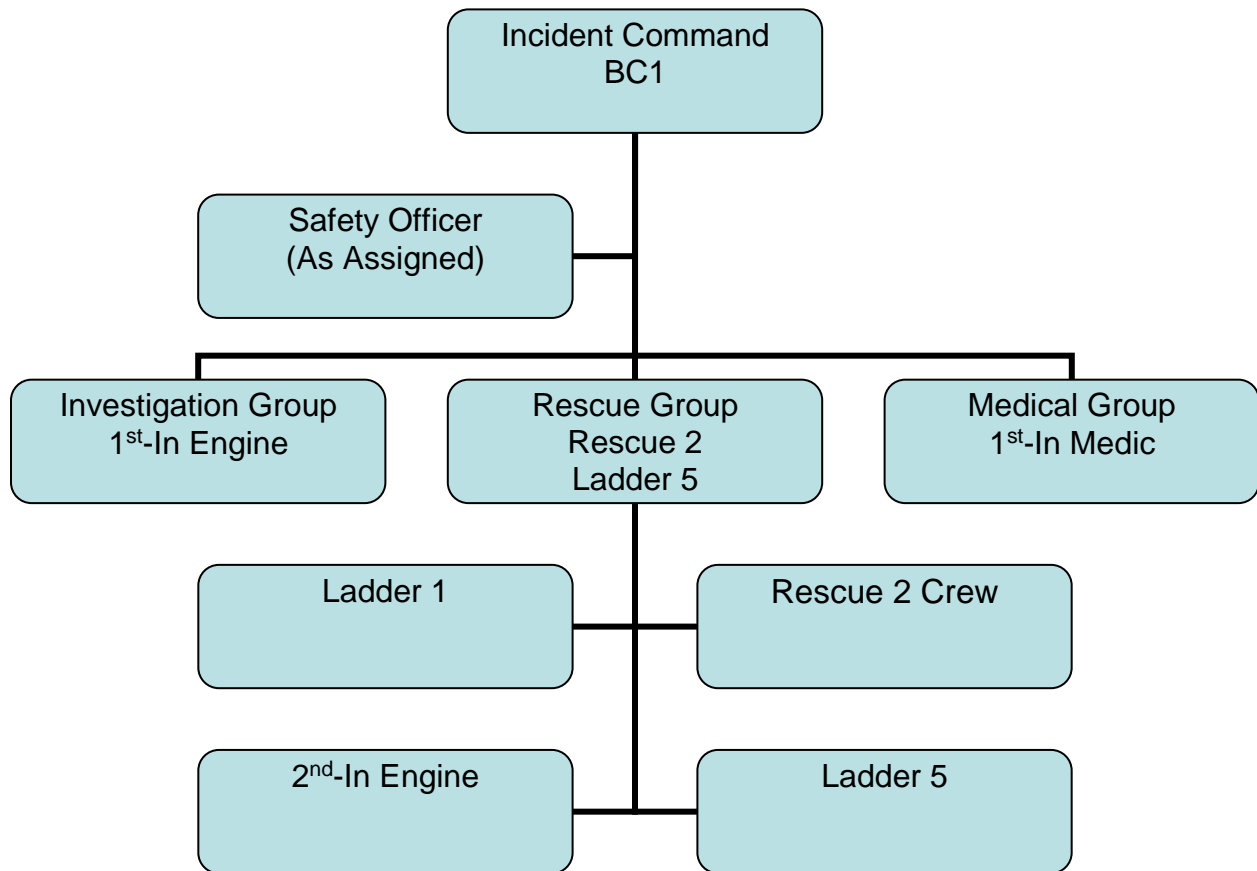 Incident Command
BC1
Safety Officer
(As Assigned)
Investigation Group
1st-In Engine
Rescue Group
Rescue 2
Ladder 5
Medical Group
1st-In Medic
Ladder 1
Rescue 2 Crew
2nd-In Engine
Ladder 5